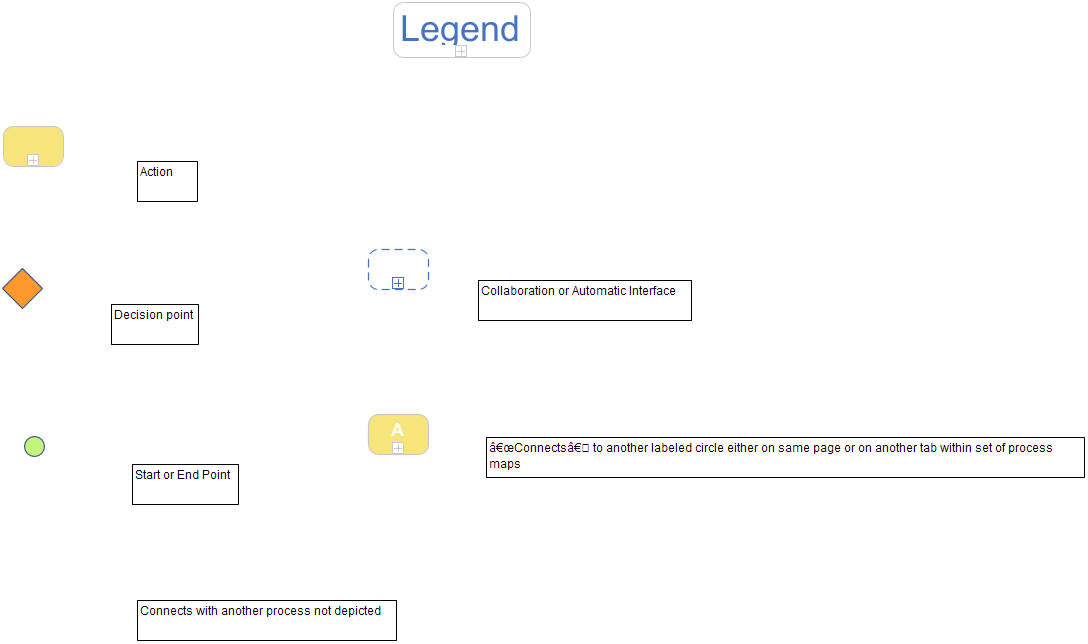 Legend
Action
Decision point
Collaboration or Automatic Interface
A
â€œConnectsâ€□ to another labeled circle either on same page or on another tab within set of process
maps
Start or End Point
Connects with another process not depicted